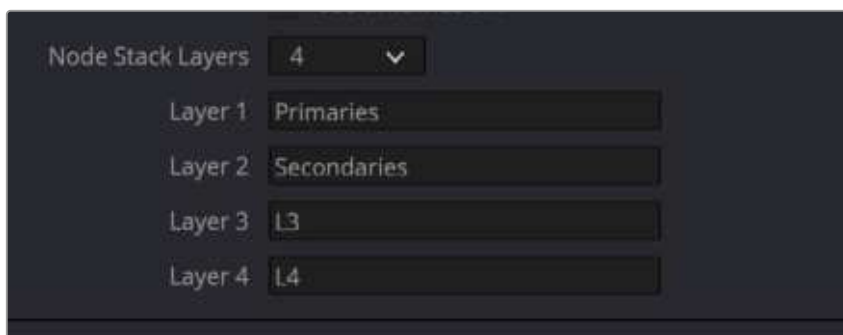 Node Stack Layers 4
Layer 1 Primaries
Layer 2 Secondaries
Layer 3 L3
Layer 4 L4